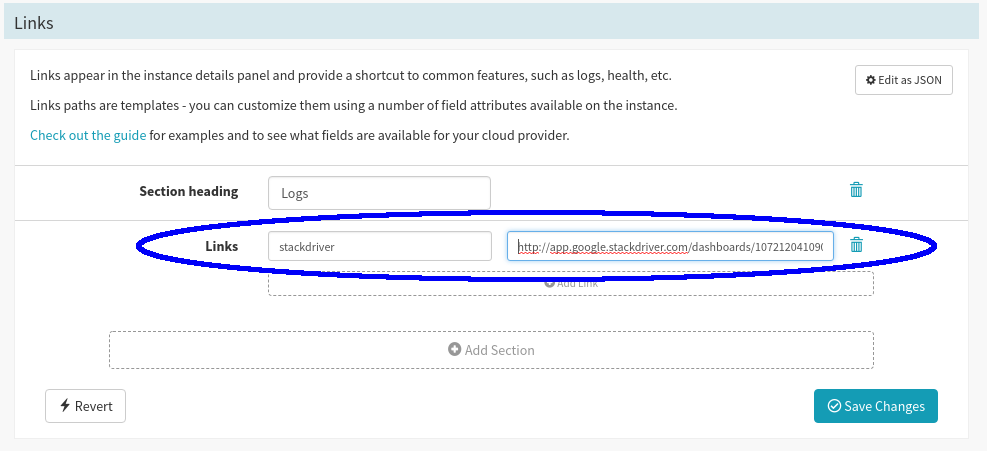 Links
Links appear in the instance details panel and provide a shortcut to common features, such as logs, health, etc.
Edit as JSON
Links paths are templates - you can customize them using a number of field attributes available on the instance.
Check out the guide for examples and to see what fields are available for your cloud provider.
Section heading Logs
Links stackdriver http://app.google.stackdriver.com/dashboards/107212041090
Add Link
Add Section
Revert Save Changes